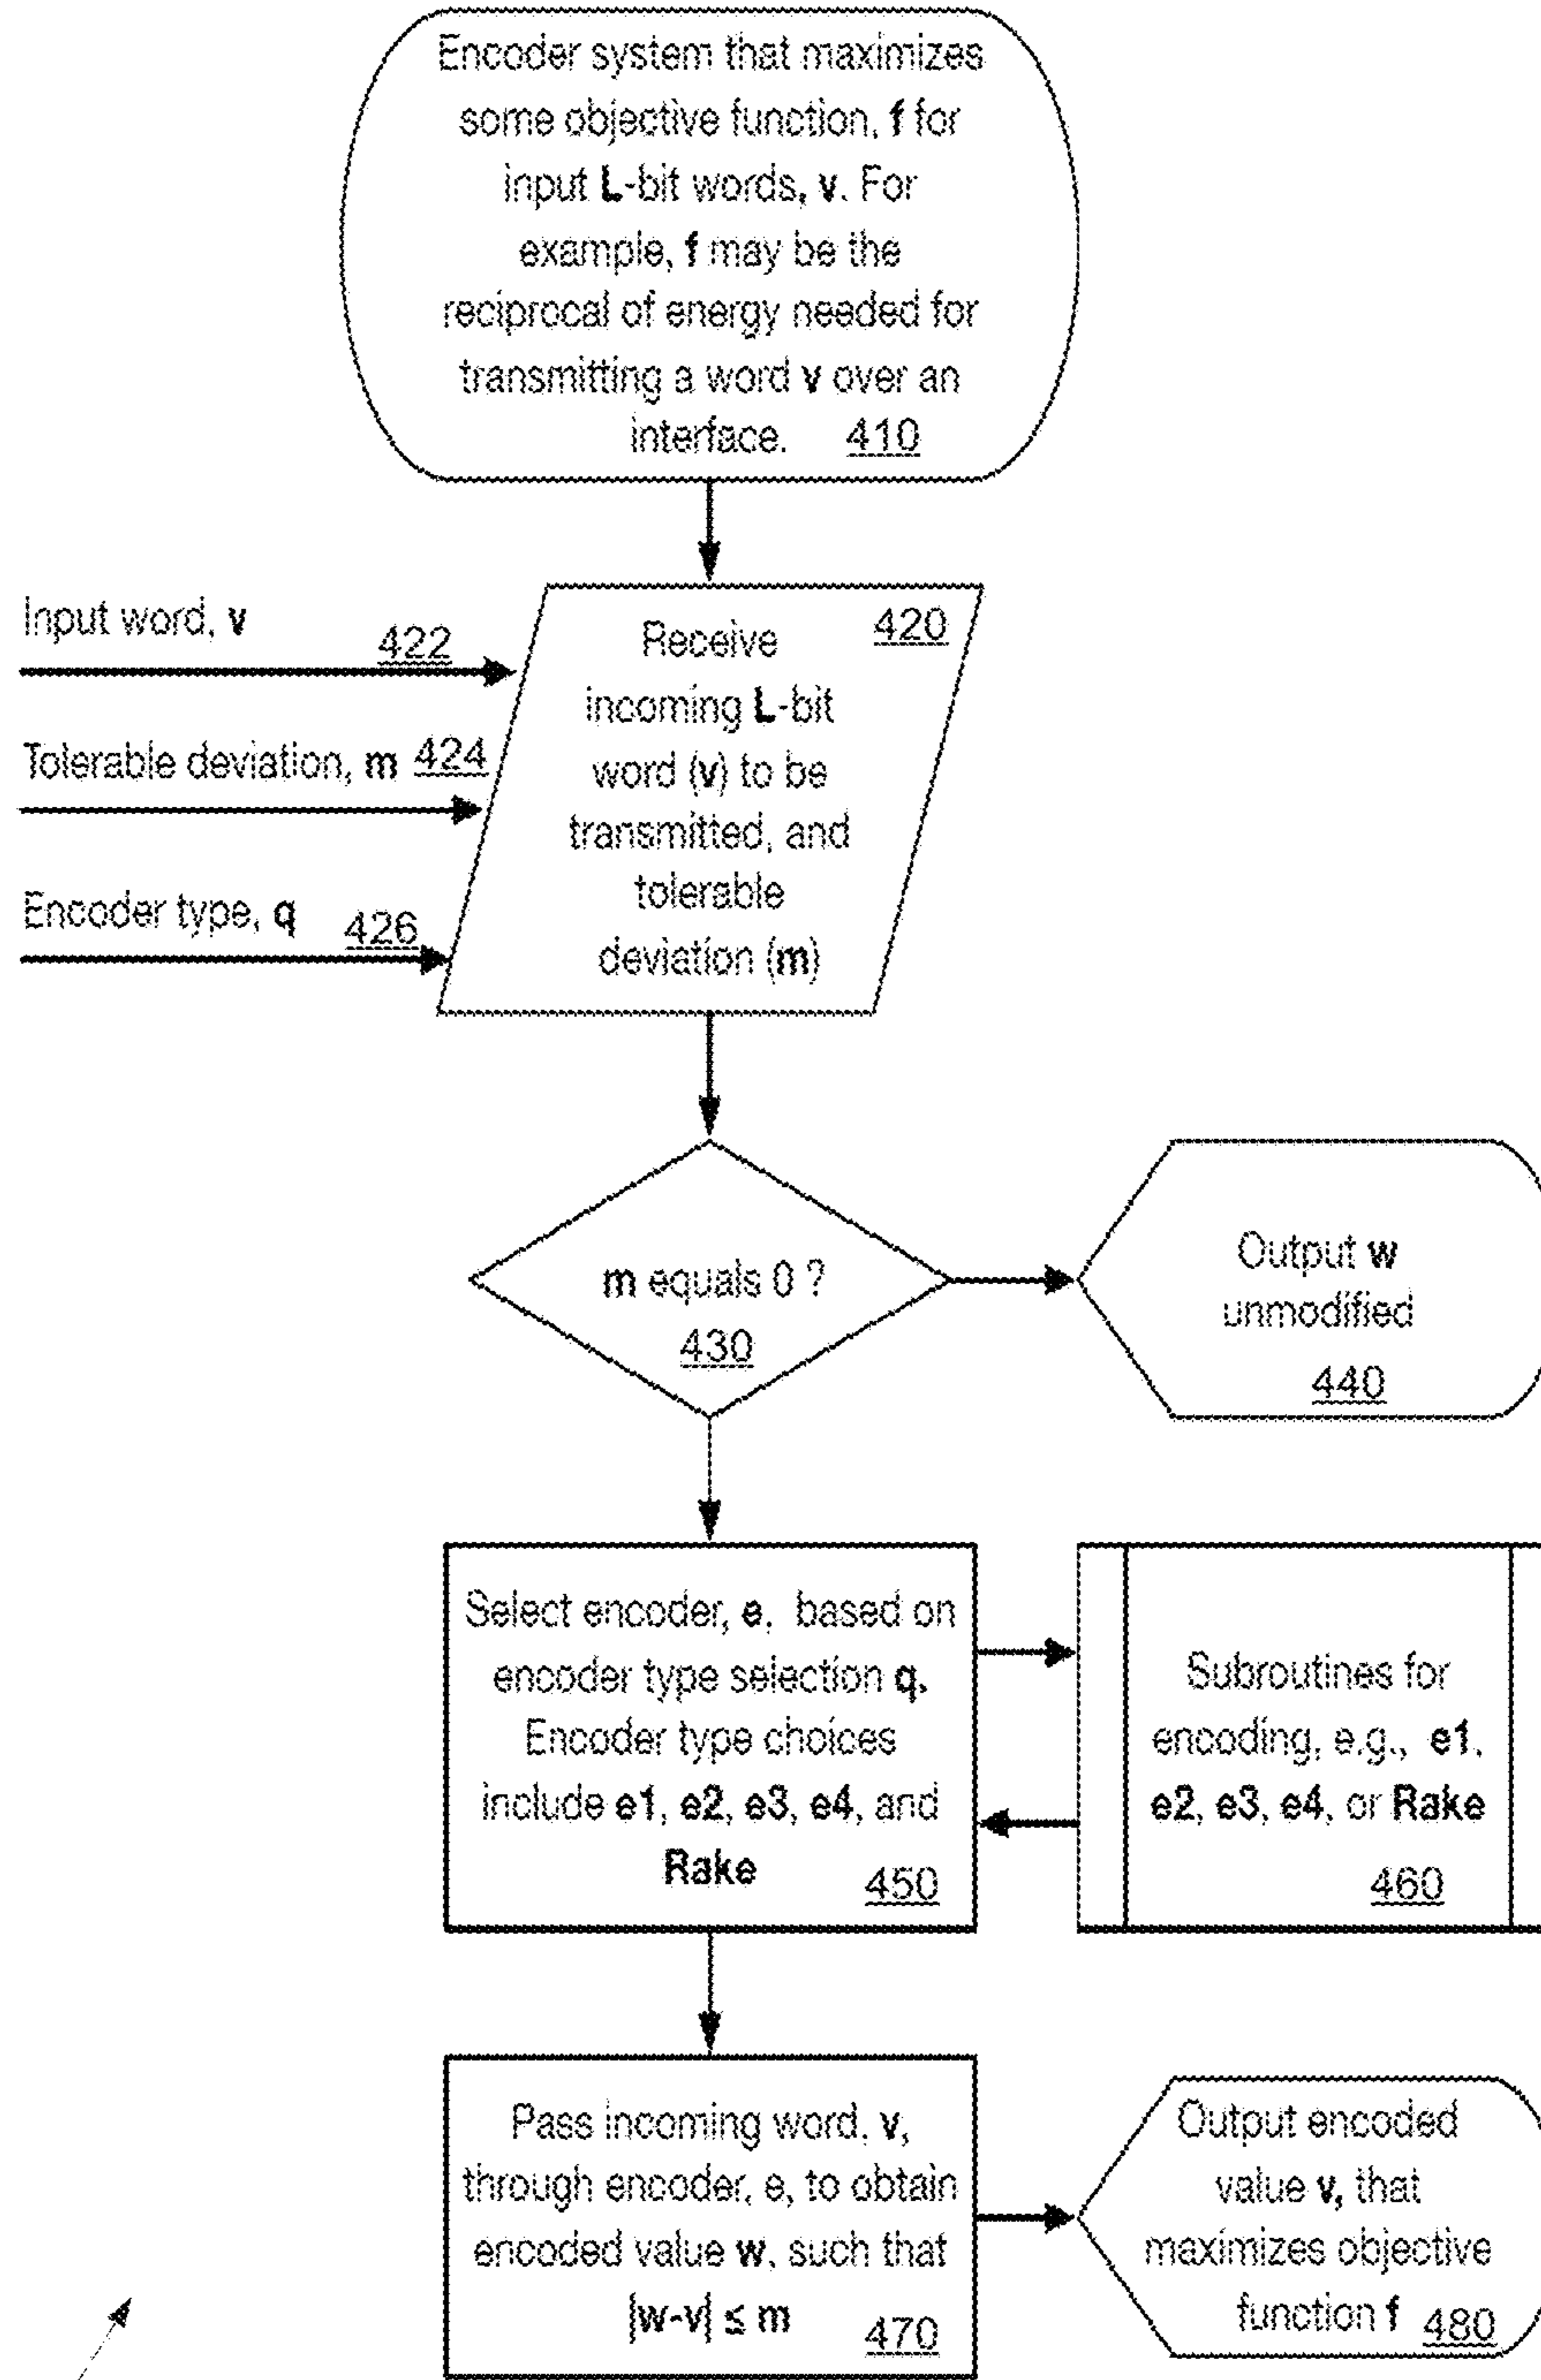 Encoder system that maximizes
some objective function, f for
input L-bit words, v. For
example, f may be the
reciprocal of energy needed for
transmitting a word v over an
interface. 410
Input word, v 422
Tolerable deviation, m 424
Encoder type, q 426
420
Receive
incoming L-bit
word (v) to be
transmitted, and
tolerable
deviation (m)
m equals 0 ?
430
Output w
unmodified
440
Select encoder, e, based on
encoder type selection q.
Encoder type choices
include e1, e2, e3, e4, and
Rake 450
Subroutines for
encoding, e.g., e1,
e2, e3, e4, or Rake
460
Pass incoming word, v,
through encoder, e, to obtain
encoded value w, such that
|w-v| ≤ m 470
Output encoded
value v, that
maximizes objective
function f 480